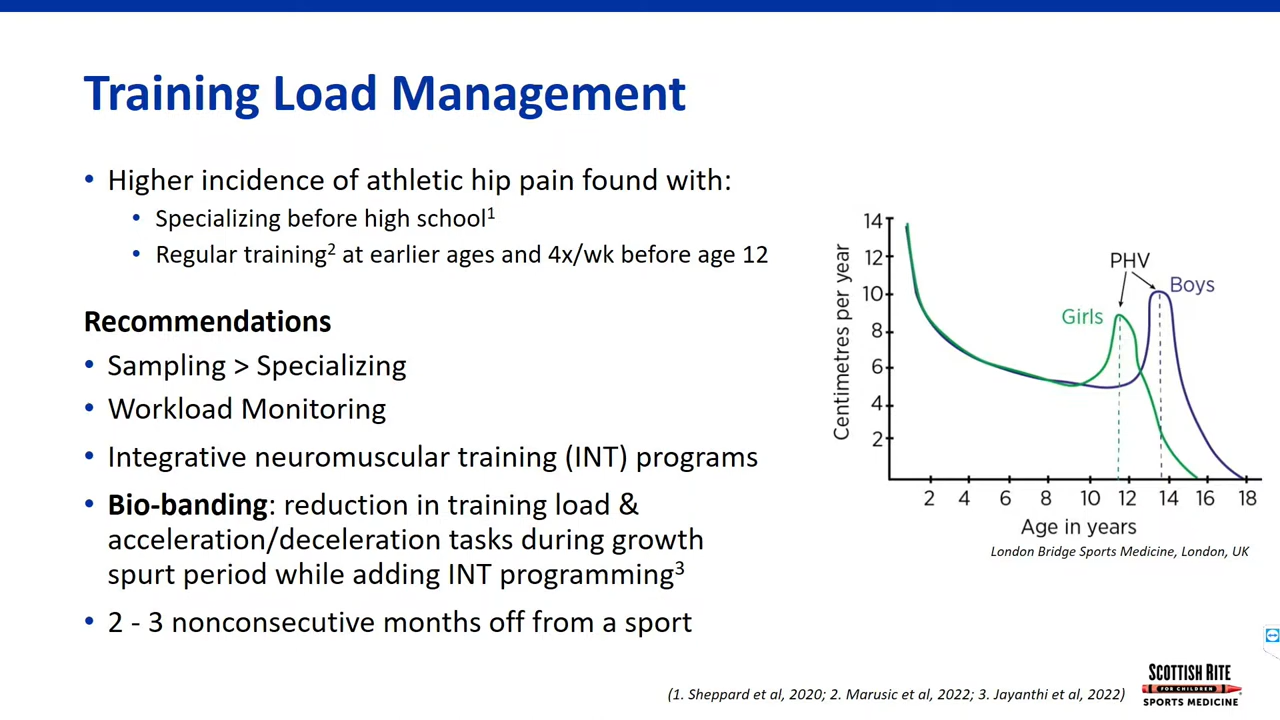 Training Load Management
• Higher incidence of athletic hip pain found with:
• Specializing before high school1
• Regular training2 at earlier ages and 4x/wk before age 12
Recommendations
• Sampling > Specializing
• Workload Monitoring
• Integrative neuromuscular training (INT) programs
• Bio-banding: reduction in training load &
acceleration/deceleration tasks during growth
spurt period while adding INT programming3
• 2 - 3 nonconsecutive months off from a sport
Centimetres per year
14
12
10
8
6
4
2
PHV
Boys
Girls
2 4 6 8 10 12 14 16 18
Age in years
London Bridge Sports Medicine, London, UK
(1. Sheppard et al, 2020; 2. Marusic et al, 2022; 3. Jayanthi et al, 2022)
SCOTTISH RITE
FOR CHILDREN
SPORTS MEDICINE